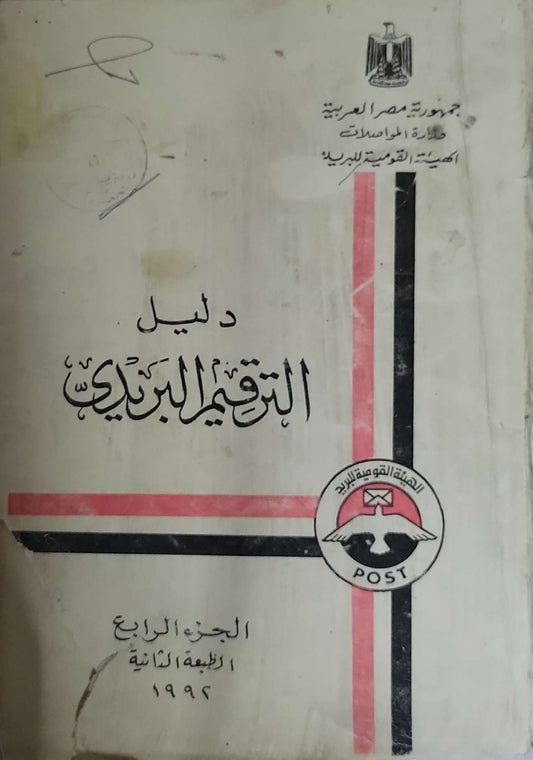 جمهورية مصر العربية
وزارة المواصلات
الهيئة القومية للبريد
دليل
الترقيم البريدى
الهيئة القومية للبريد
POST
الجزء الرابع
الطبعة الثانية
١٩٩٢